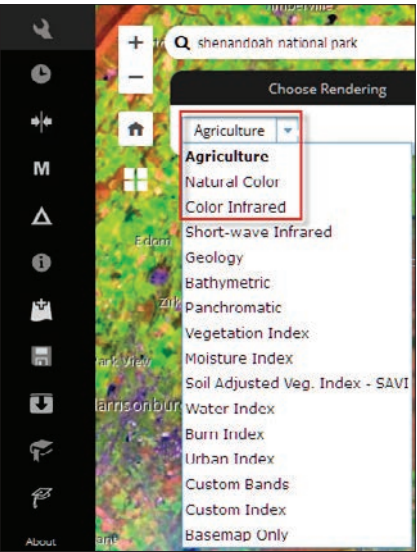 Timberville
shenandoah national park
Choose Rendering
Agriculture
Agriculture
Natural Color
Color Infrared
Short-wave Infrared
Geology
Bathymetric
Panchromatic
Vegetation Index
Moisture Index
Soil Adjusted Veg. Index - SAVI
Water Index
Burn Index
Urban Index
Custom Bands
Custom Index
Basemap Only
M
Edom
Park View
About